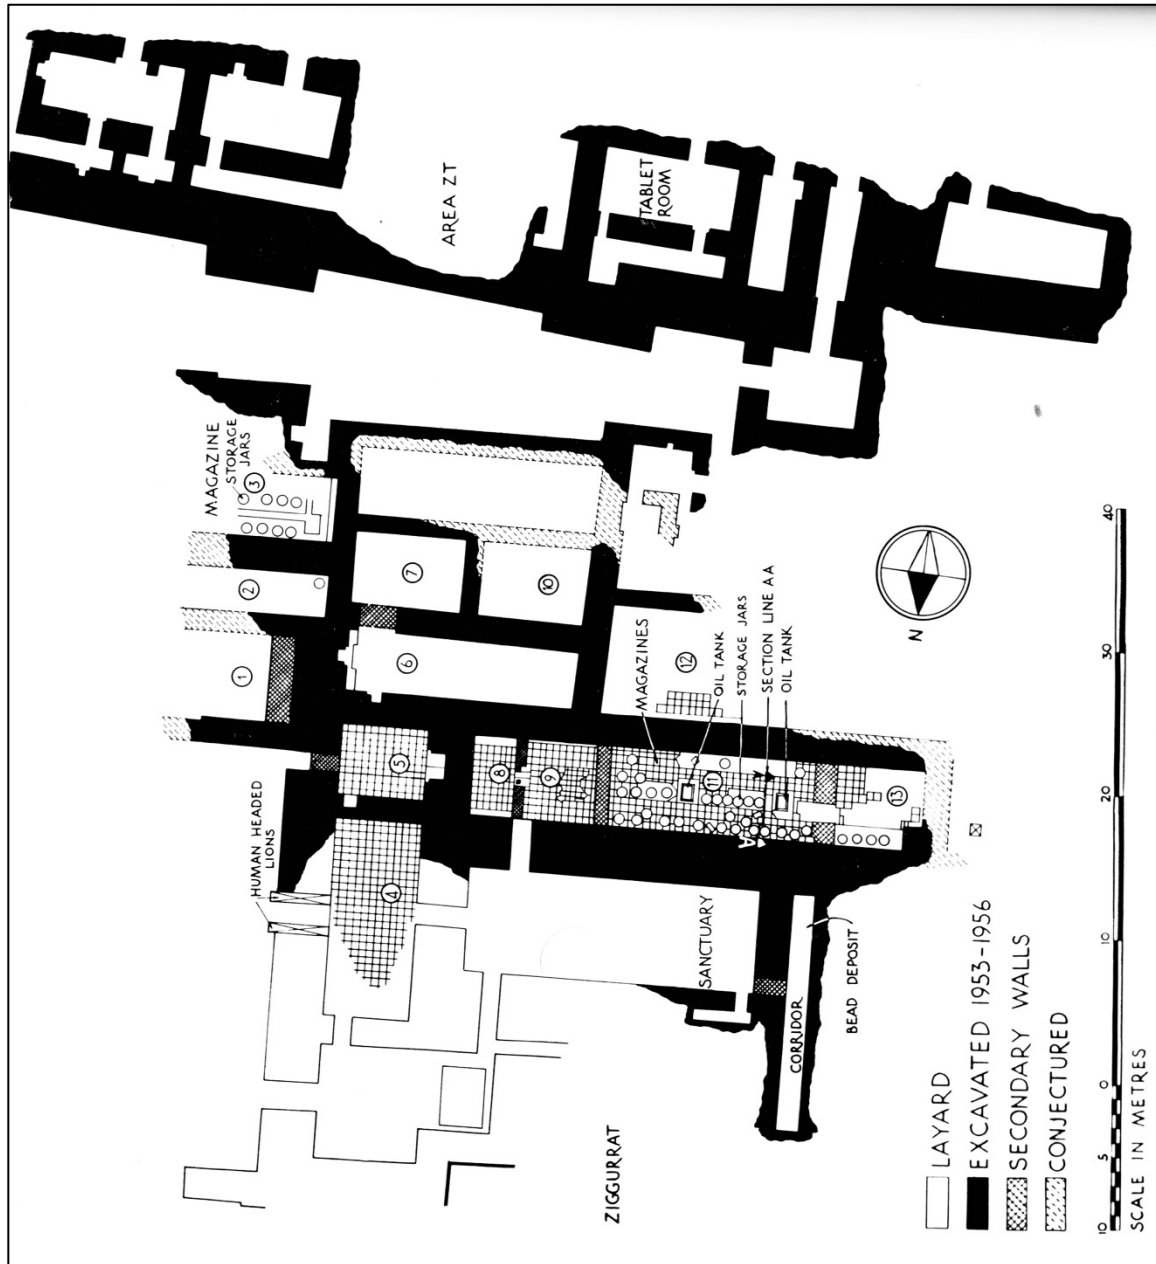 AREA ZT
TABLET
ROOM
MAGAZINE
STORAGE
JARS
3
2
1
7
10
6
12
5
8
9
11
13
4
HUMAN HEADED
LIONS
MAGAZINES
OIL TANK
STORAGE JARS
SECTION LINE AA
OIL TANK
A
SANCTUARY
CORRIDOR
BEAD DEPOSIT
ZIGGURRAT
N
LAYARD
EXCAVATED 1953-1956
SECONDARY WALLS
CONJECTURED
10 5 0 10 20 30 40
SCALE IN METRES